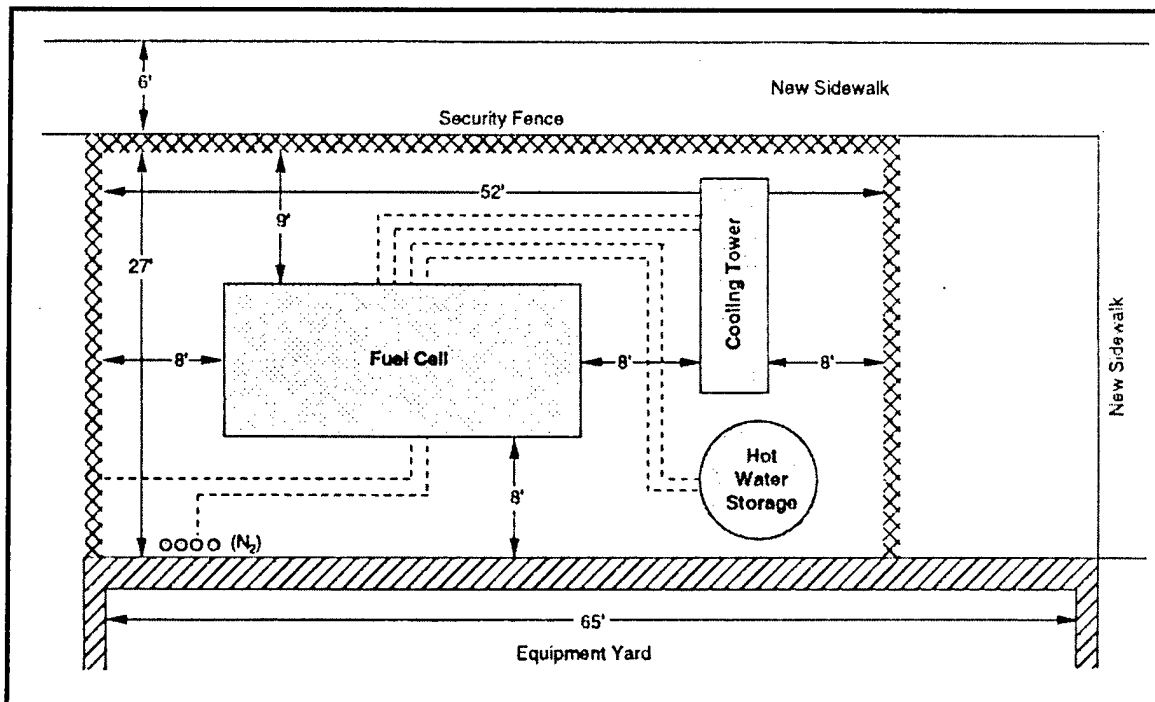 6'
New Sidewalk
Security Fence
52'
9'
27'
Cooling Tower
Fuel Cell
8'
8'
8'
New Sidewalk
Hot
Water
Storage
8'
(N₂)
65'
Equipment Yard